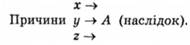 x →
Причини y → A (наслідок).
z →